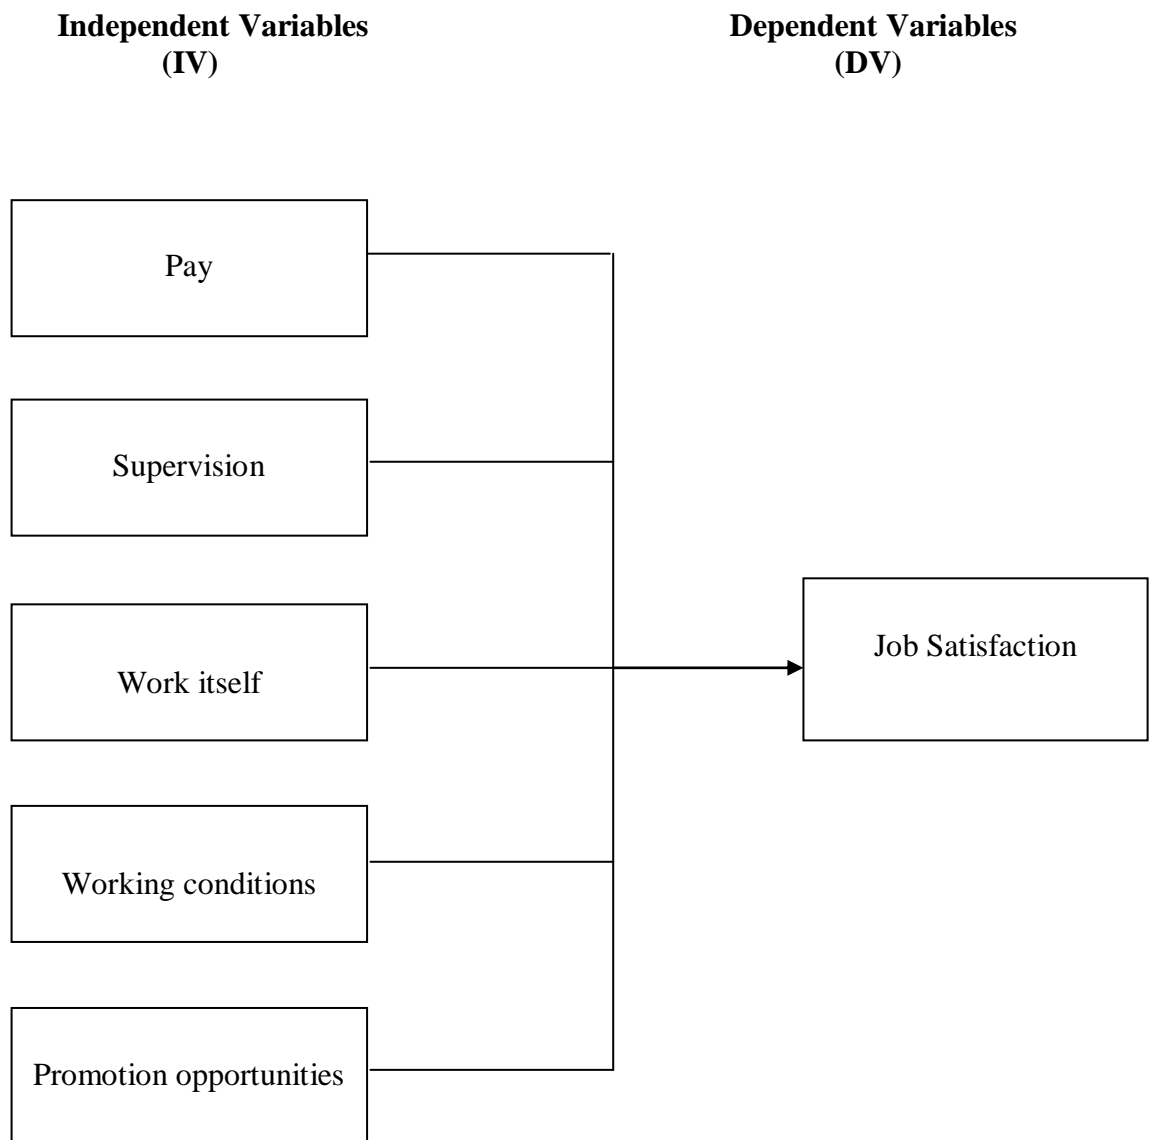 Independent Variables
(IV)
Dependent Variables
(DV)
Pay
Supervision
Work itself
Job Satisfaction
Working conditions
Promotion opportunities